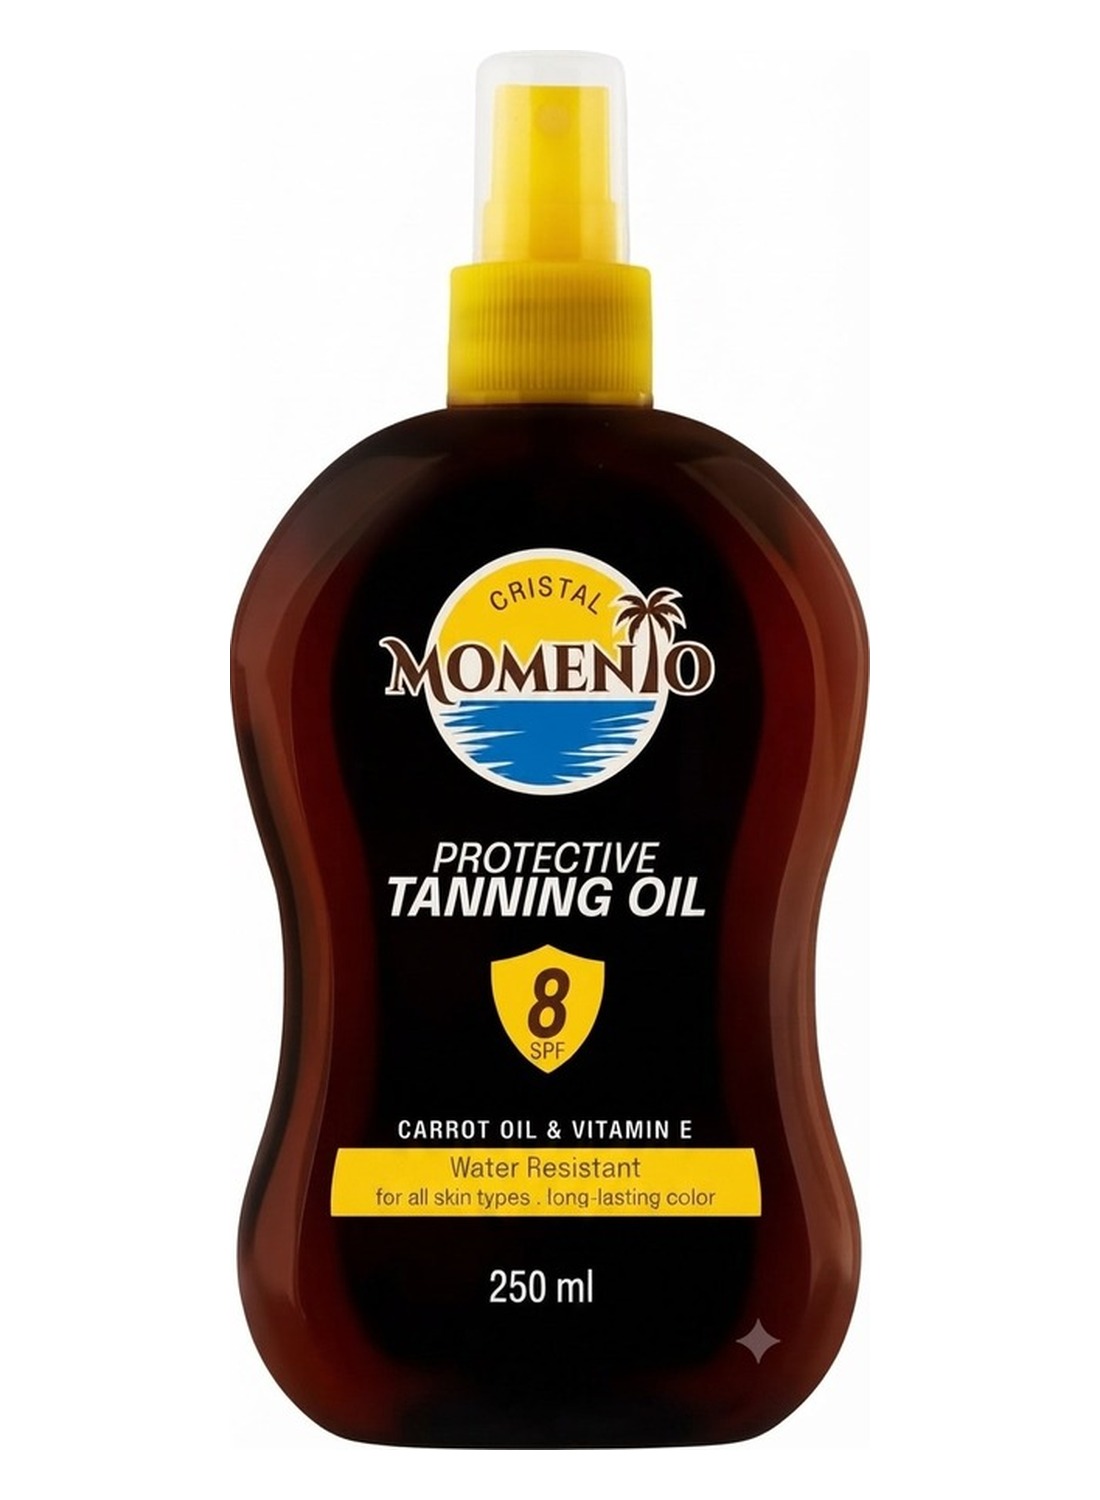 CRISTAL
MOMENTO
PROTECTIVE
TANNING OIL
8
SPF
CARROT OIL & VITAMIN E
Water Resistant
for all skin types . long-lasting color
250 ml